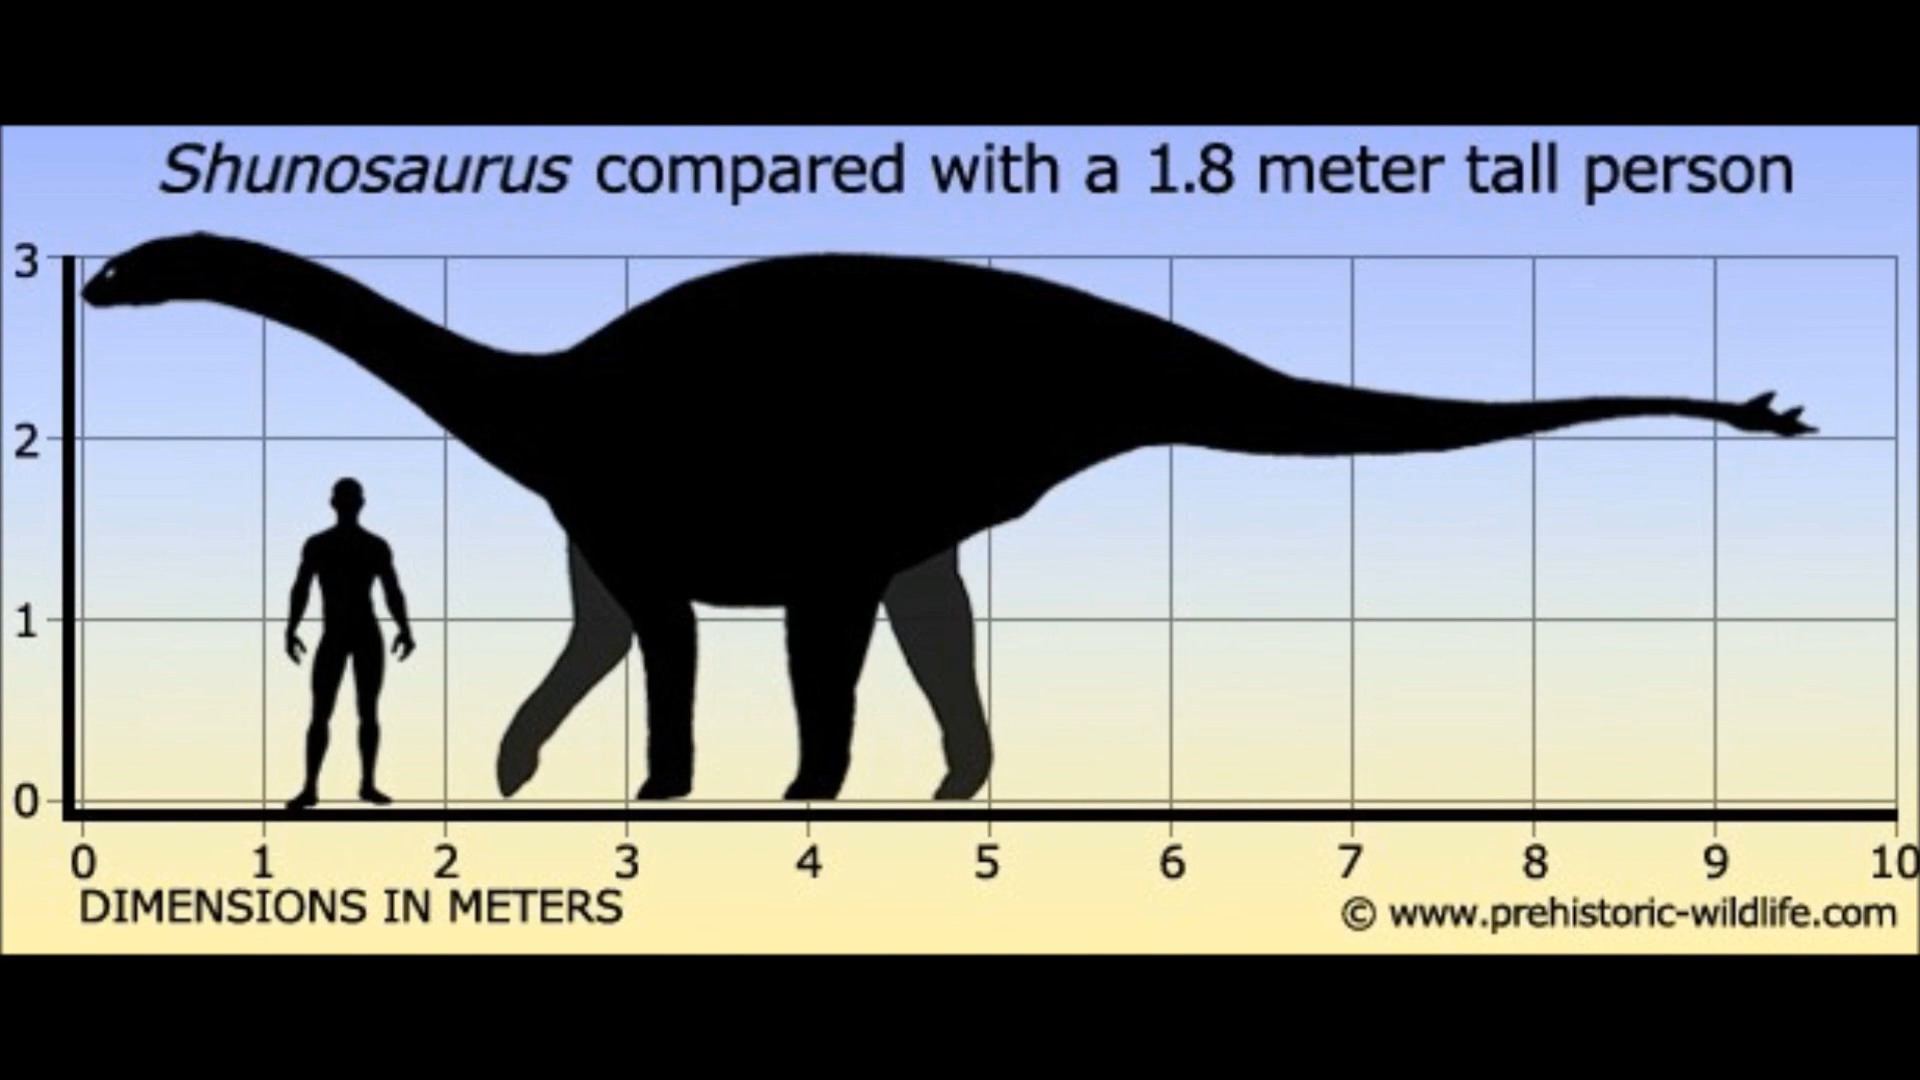 Shunosaurus compared with a 1.8 meter tall person
3
2
1
0
0 1 2 3 4 5 6 7 8 9 10
DIMENSIONS IN METERS
© www.prehistoric-wildlife.com